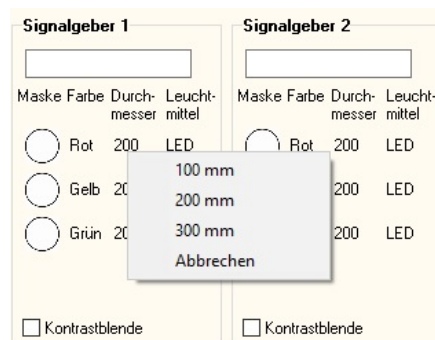 Signalgeber 1
Maske Farbe Durch- Leucht-
messer mittel
Rot 200 LED
Gelb 20
Grün 20
Kontrastblende
100 mm
200 mm
300 mm
Abbrechen
Signalgeber 2
Maske Farbe Durch- Leucht-
messer mittel
Rot 200 LED
200 LED
200 LED
Kontrastblende